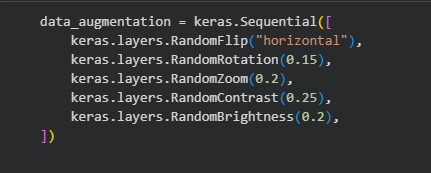 data_augmentation = keras.Sequential([
    keras.layers.RandomFlip("horizontal"),
    keras.layers.RandomRotation(0.15),
    keras.layers.RandomZoom(0.2),
    keras.layers.RandomContrast(0.25),
    keras.layers.RandomBrightness(0.2),
])